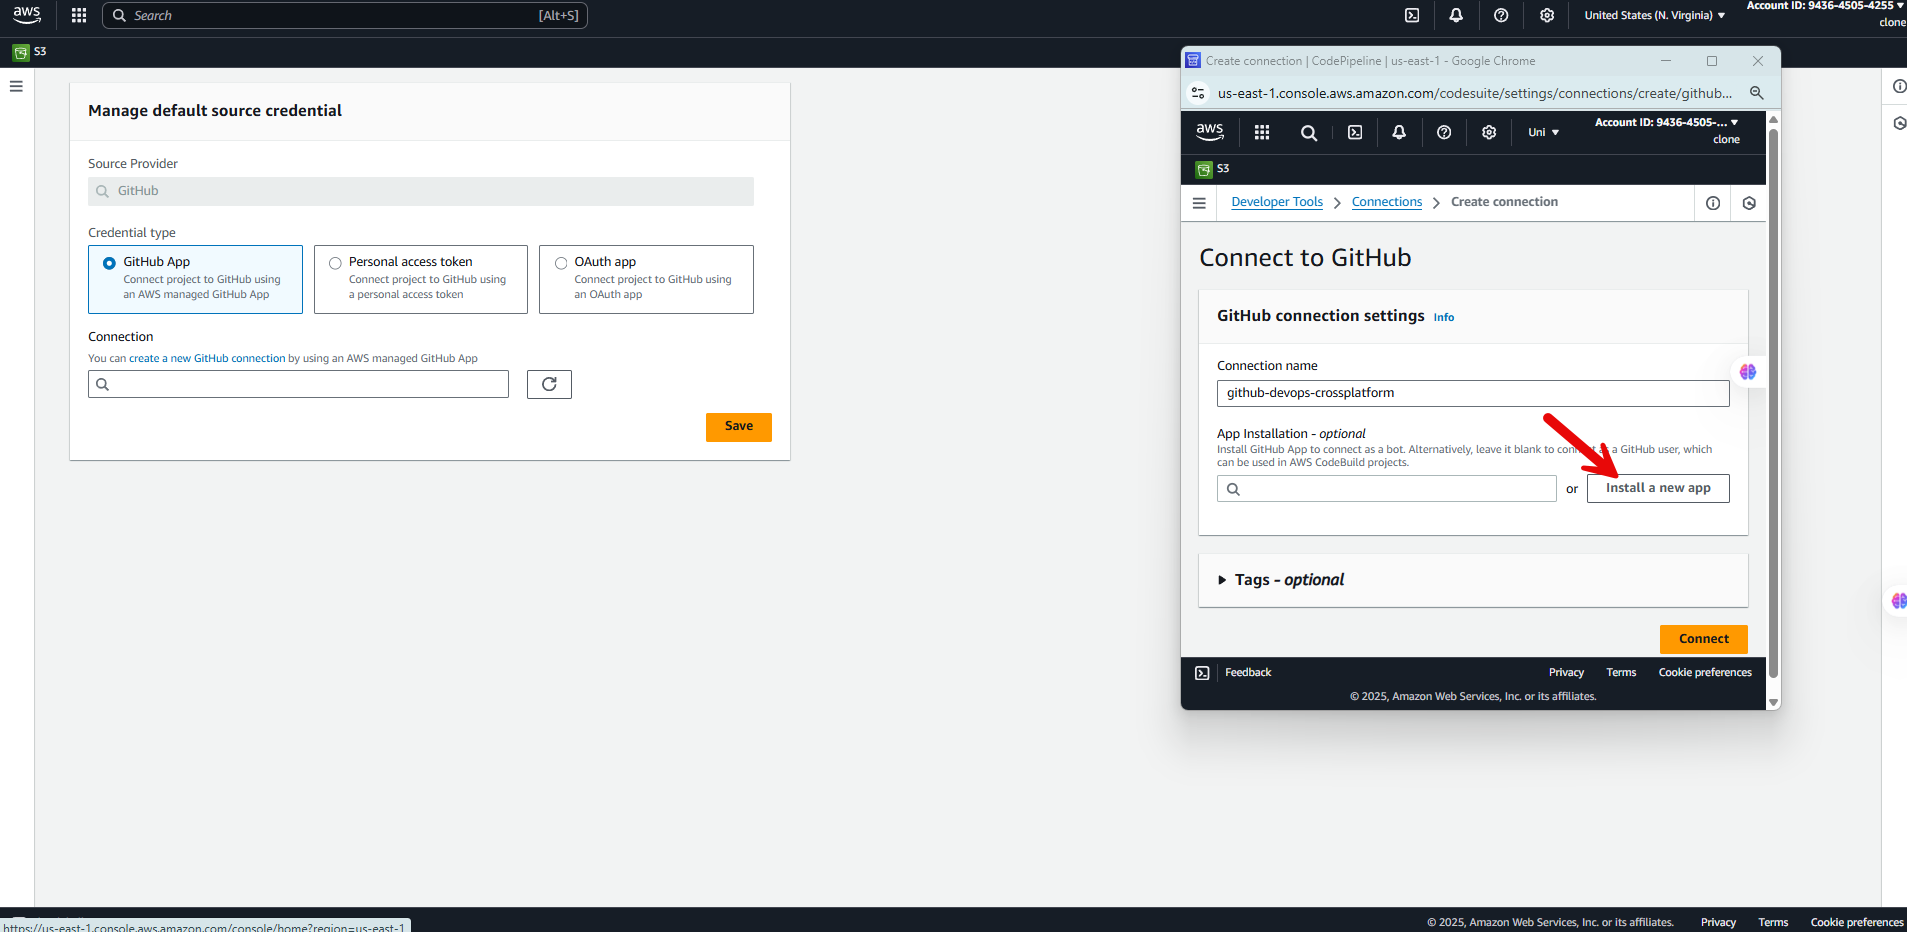 aws
Search
[Alt+S]
United States (N. Virginia)
Account ID: 9436-4505-4255
clone
S3
Manage default source credential
Source Provider
GitHub
Credential type
GitHub App
Connect project to GitHub using
an AWS managed GitHub App
Personal access token
Connect project to GitHub using
a personal access token
OAuth app
Connect project to GitHub using
an OAuth app
Connection
You can create a new GitHub connection by using an AWS managed GitHub App
Save
Create connection | CodePipeline | us-east-1 - Google Chrome
us-east-1.console.aws.amazon.com/codesuite/settings/connections/create/github...
aws
Uni
Account ID: 9436-4505-...
clone
S3
Developer Tools
Connections
Create connection
Connect to GitHub
GitHub connection settings Info
Connection name
github-devops-crossplatform
App Installation - optional
Install GitHub App to connect as a bot. Alternatively, leave it blank to as a GitHub user, which
can be used in AWS CodeBuild projects.
or
Install a new app
Tags - optional
Connect
Feedback
Privacy
Terms
Cookie preferences
© 2025, Amazon Web Services, Inc. or its affiliates.
https://us-east-1.console.aws.amazon.com/console/home?region=us-east-1
© 2025, Amazon Web Services, Inc. or its affiliates.
Privacy
Terms
Cookie preferences